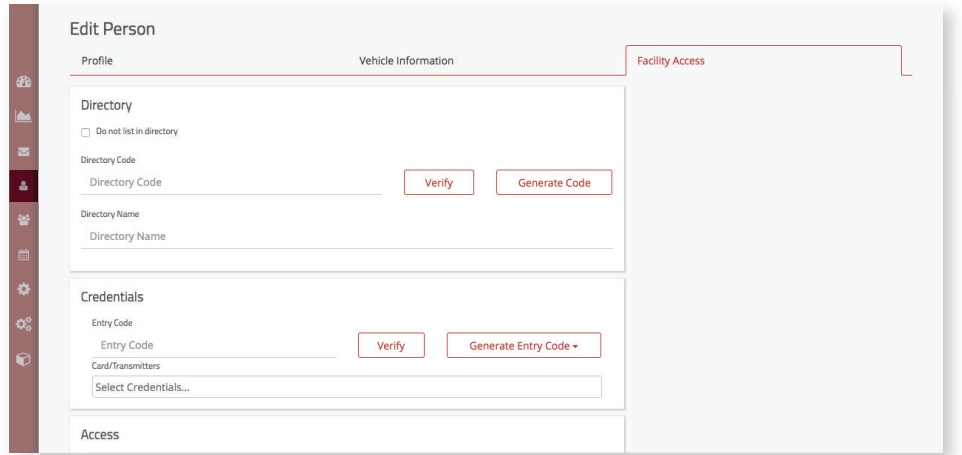 Edit Person
Profile Vehicle Information Facility Access
Directory
Do not list in directory
Directory Code
Directory Code Verify Generate Code
Directory Name
Directory Name
Credentials
Entry Code
Entry Code Verify Generate Entry Code
Card/Transmitters
Select Credentials...
Access